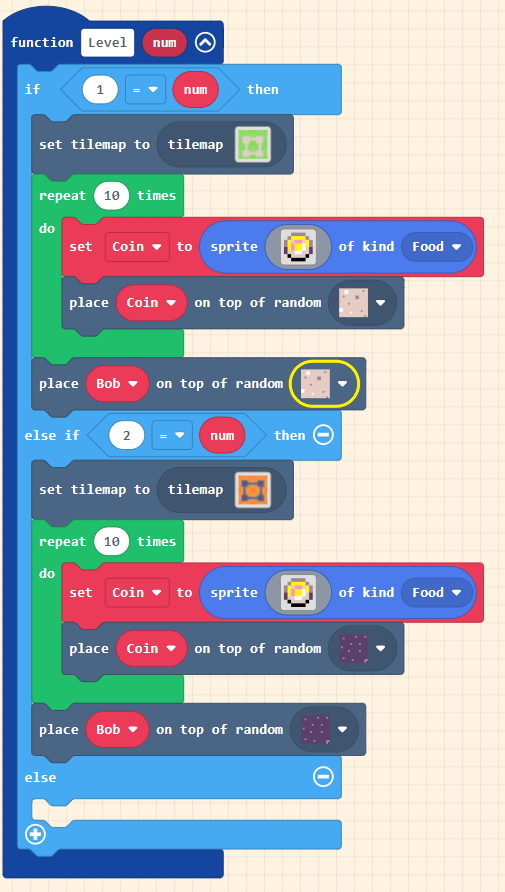 function Level num
if 1 = num then
set tilemap to tilemap
repeat 10 times
do
set Coin to sprite of kind Food
place Coin on top of random
place Bob on top of random
else if 2 = num then
set tilemap to tilemap
repeat 10 times
do
set Coin to sprite of kind Food
place Coin on top of random
place Bob on top of random
else